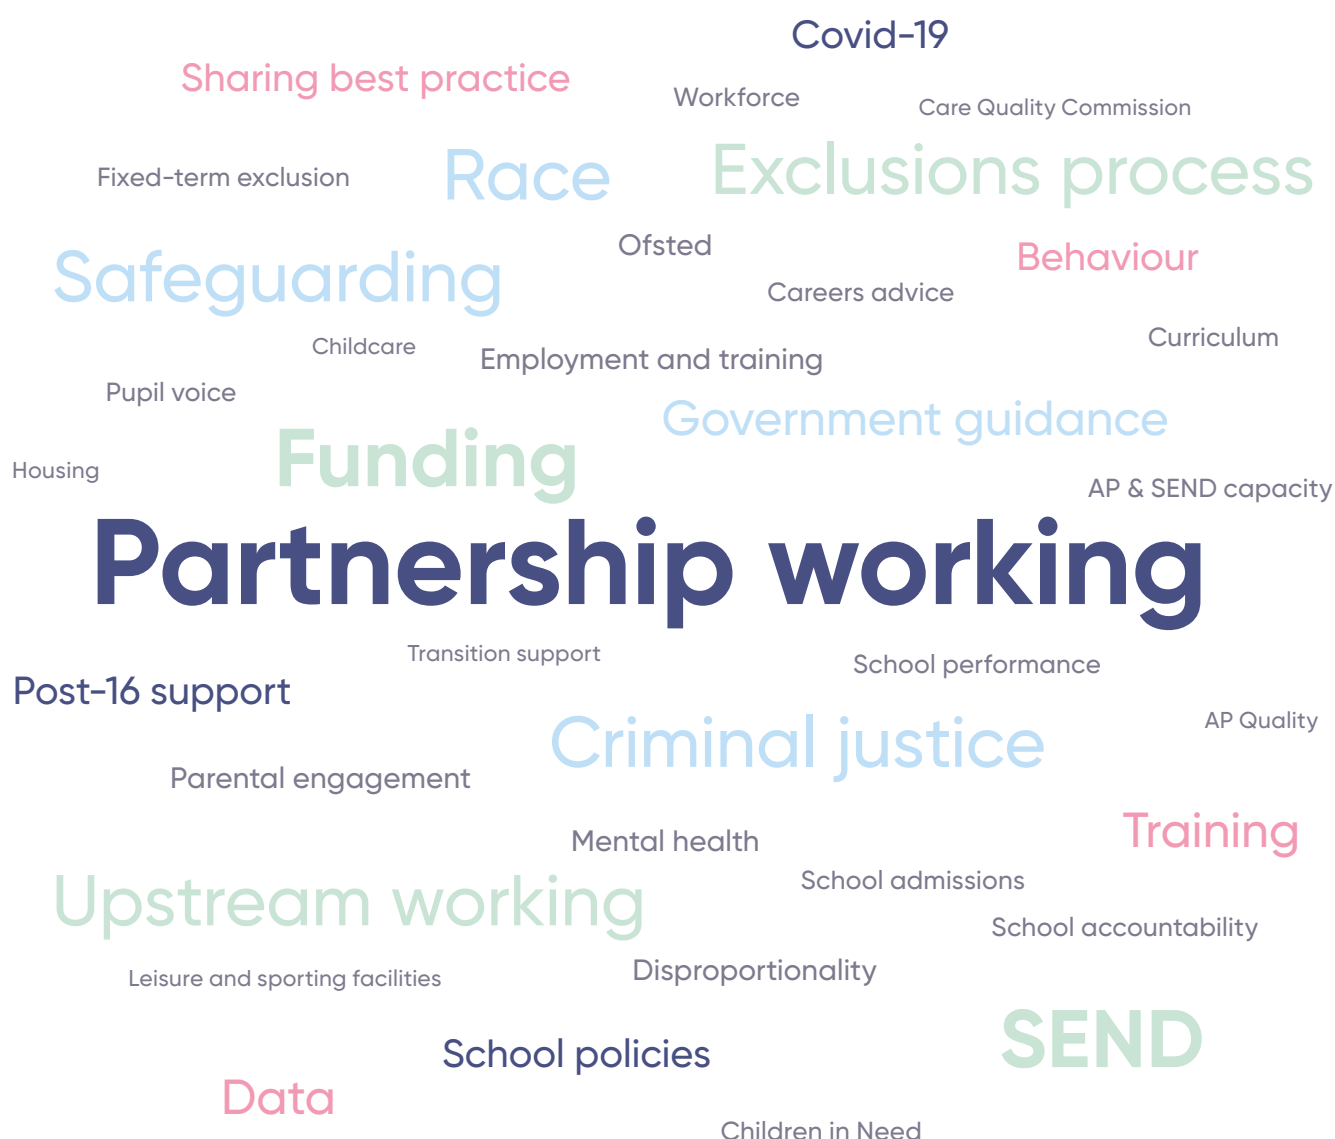 Covid-19
Sharing best practice
Workforce
Care Quality Commission
Fixed-term exclusion
Race
Exclusions process
Ofsted
Behaviour
Safeguarding
Careers advice
Curriculum
Childcare
Employment and training
Pupil voice
Government guidance
Funding
Housing
AP & SEND capacity
Partnership working
Transition support
School performance
Post-16 support
AP Quality
Criminal justice
Parental engagement
Training
Mental health
School admissions
Upstream working
School accountability
Disproportionality
Leisure and sporting facilities
SEND
School policies
Data
Children in Need